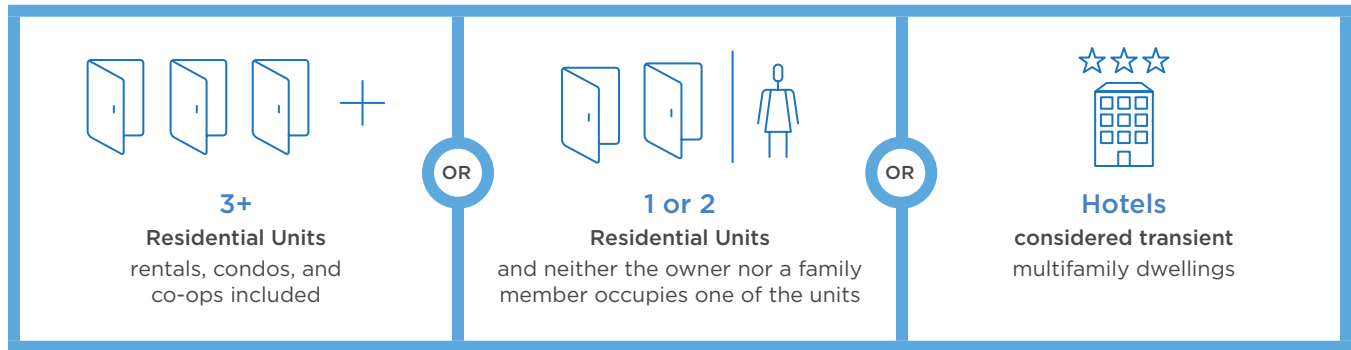 3+
Residential Units
rentals, condos, and
co-ops included
OR
1 or 2
Residential Units
and neither the owner nor a family
member occupies one of the units
OR
Hotels
considered transient
multifamily dwellings